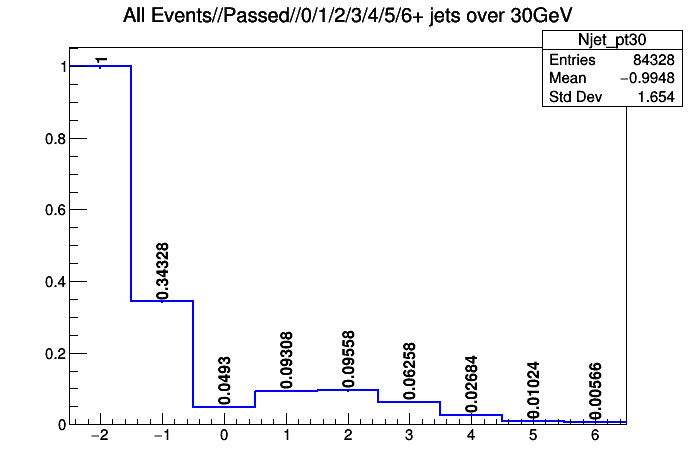 All Events//Passed//0/1/2/3/4/5/6+ jets over 30GeV
Njet_pt30
Entries 84328
Mean −0.9948
Std Dev 1.654
1
0.8
0.6
0.4
0.2
0
1
0.34328
0.0493
0.09308
0.09558
0.06258
0.02684
0.01024
0.00566
−2 −1 0 1 2 3 4 5 6